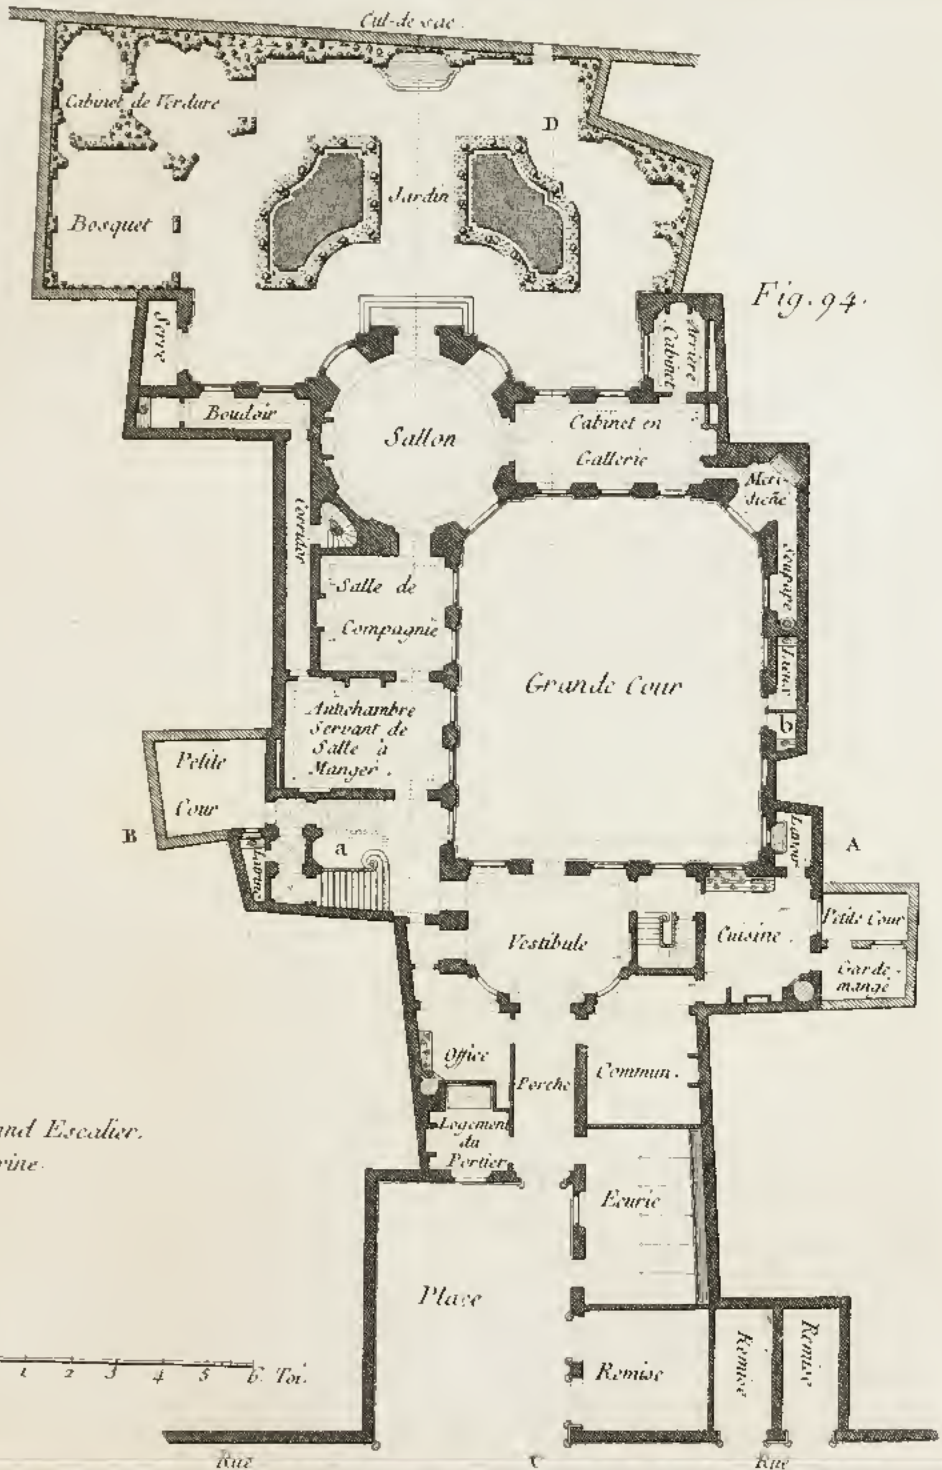 Cul-de-sac.
Cabinet de Verdure
D
Jardin
Bosquet
Fig. 94.
Serre
Arrière
Cabinet
Boudoir
Sallon
Cabinet en
Gallerie
Corridor
Salle de
Compagnie
Grande Cour
Antichambre
Servant de
Salle à
Manger.
Petite
Cour
b
B
a
A
Vestibule
Cuisine.
Petite Cour
Garde-
mangé
Office
Porche
Commun.
Logement
du
Portier
Ecurie
Place
Remise
Remise
Remise
Escalier.
1 2 3 4 5 6. Toi.
Rue
C
Rue